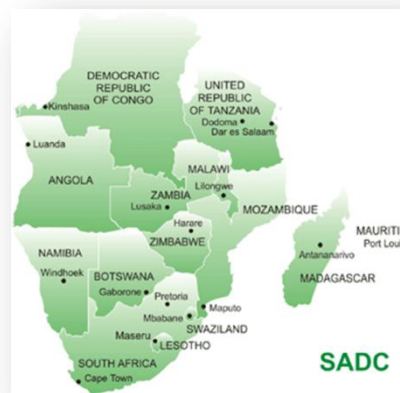 DEMOCRATIC
REPUBLIC
OF CONGO
Kinshasa
UNITED
REPUBLIC
OF TANZANIA
Dodoma
Dar es Salaam
Luanda
ANGOLA
MALAWI
Lilongwe
ZAMBIA
Lusaka
MOZAMBIQUE
Harare
ZIMBABWE
MAURITI
Port Loui
Antananarivo
MADAGASCAR
NAMIBIA
Windhoek
BOTSWANA
Gaborone
Pretoria
Maputo
Mbabane
SWAZILAND
Maseru
LESOTHO
SOUTH AFRICA
Cape Town
SADC